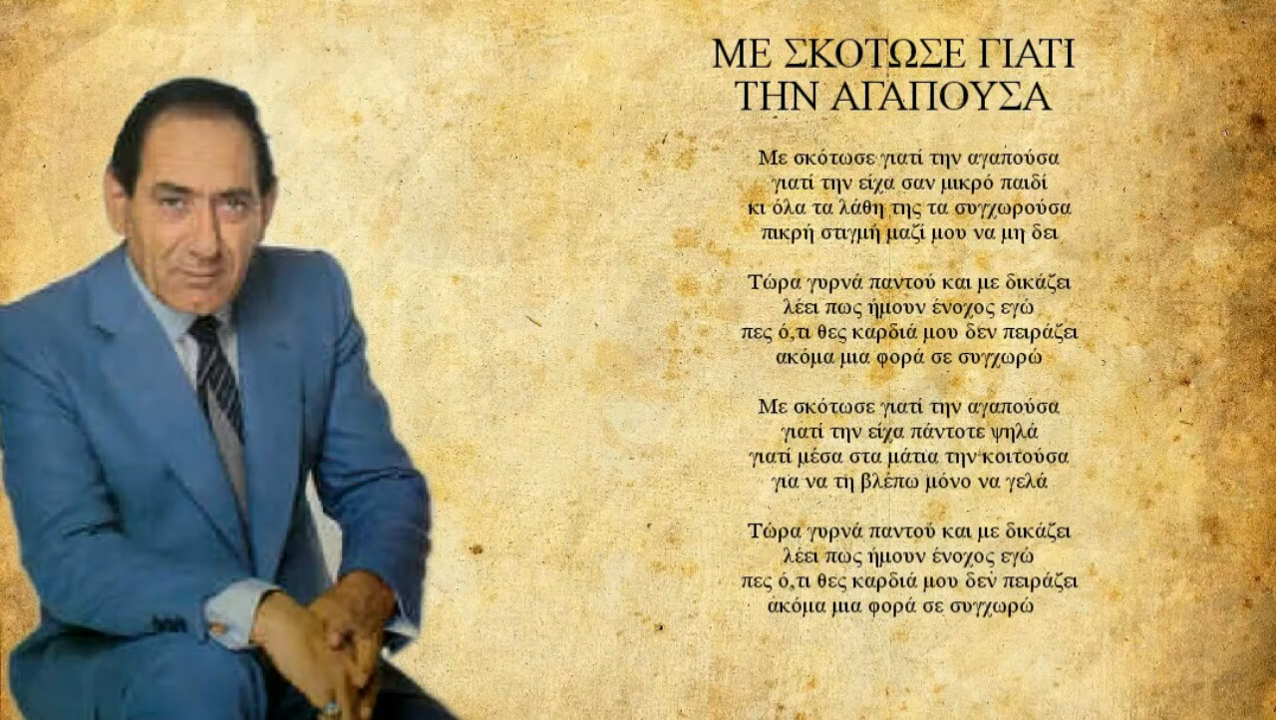 ΜΕ ΣΚΟΤΩΣΕ ΓΙΑΤΙ
ΤΗΝ ΑΓΑΠΟΥΣΑ
Με σκότωσε γιατί την αγαπούσα
γιατί την είχα σαν μικρό παιδί
κι όλα τα λάθη της τα συγχωρούσα
πικρή στιγμή μαζί μου να μη δει
Τώρα γυρνά παντού και με δικάζει
λέει πως ήμουν ένοχος εγώ
πες ό,τι θες καρδιά μου δεν πειράζει
ακόμα μια φορά σε συγχωρώ
Με σκότωσε γιατί την αγαπούσα
γιατί την είχα πάντοτε ψηλά
γιατί μέσα στα μάτια την κοιτούσα
για να τη βλέπω μόνο να γελά
Τώρα γυρνά παντού και με δικάζει
λέει πως ήμουν ένοχος εγώ
πες ό,τι θες καρδιά μου δεν πειράζει
ακόμα μια φορά σε συγχωρώ